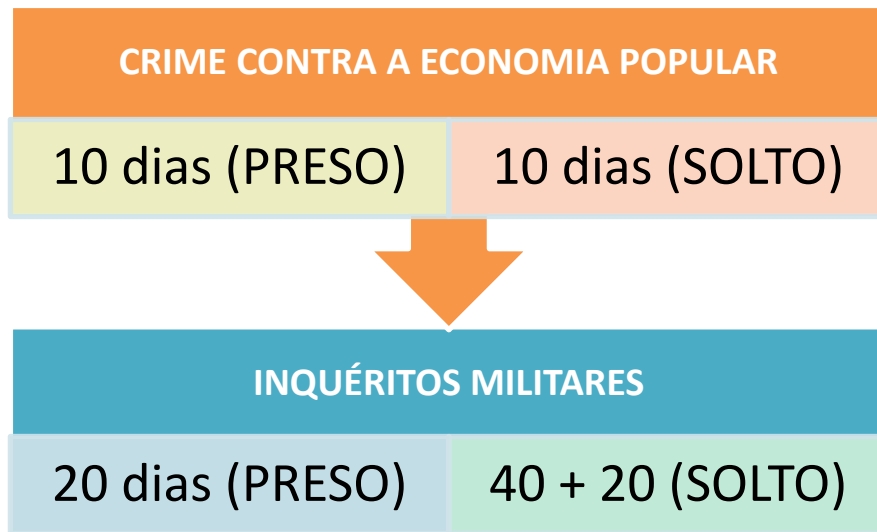 CRIME CONTRA A ECONOMIA POPULAR
10 dias (PRESO) 10 dias (SOLTO)
INQUÉRITOS MILITARES
20 dias (PRESO) 40 + 20 (SOLTO)